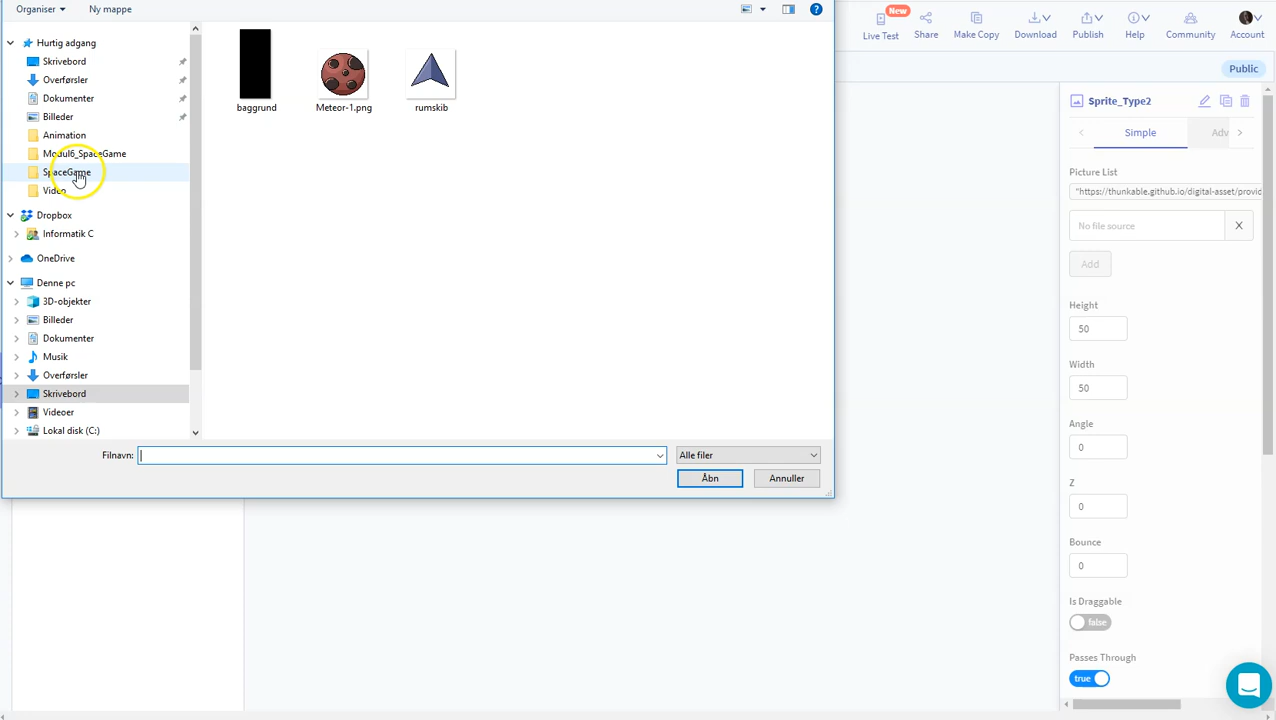 Organiser
Ny mappe
New
Live Test
Share
Make Copy
Download
Publish
Help
Community
Account
Hurtig adgang
Skrivebord
Overførsler
Dokumenter
Billeder
Animation
Modul6_SpaceGame
SpaceGame
Video
Dropbox
Informatik C
OneDrive
Denne pc
3D-objekter
Billeder
Dokumenter
Musik
Overførsler
Skrivebord
Videoer
Lokal disk (C:)
baggrund
Meteor-1.png
rumskib
Filnavn:
Alle filer
Åbn
Annuller
Public
Sprite_Type2
Simple
Adv
Picture List
"https://thunkable.github.io/digital-asset/provid
No file source
X
Add
Height
50
Width
50
Angle
0
Z
0
Bounce
0
Is Draggable
false
Passes Through
true